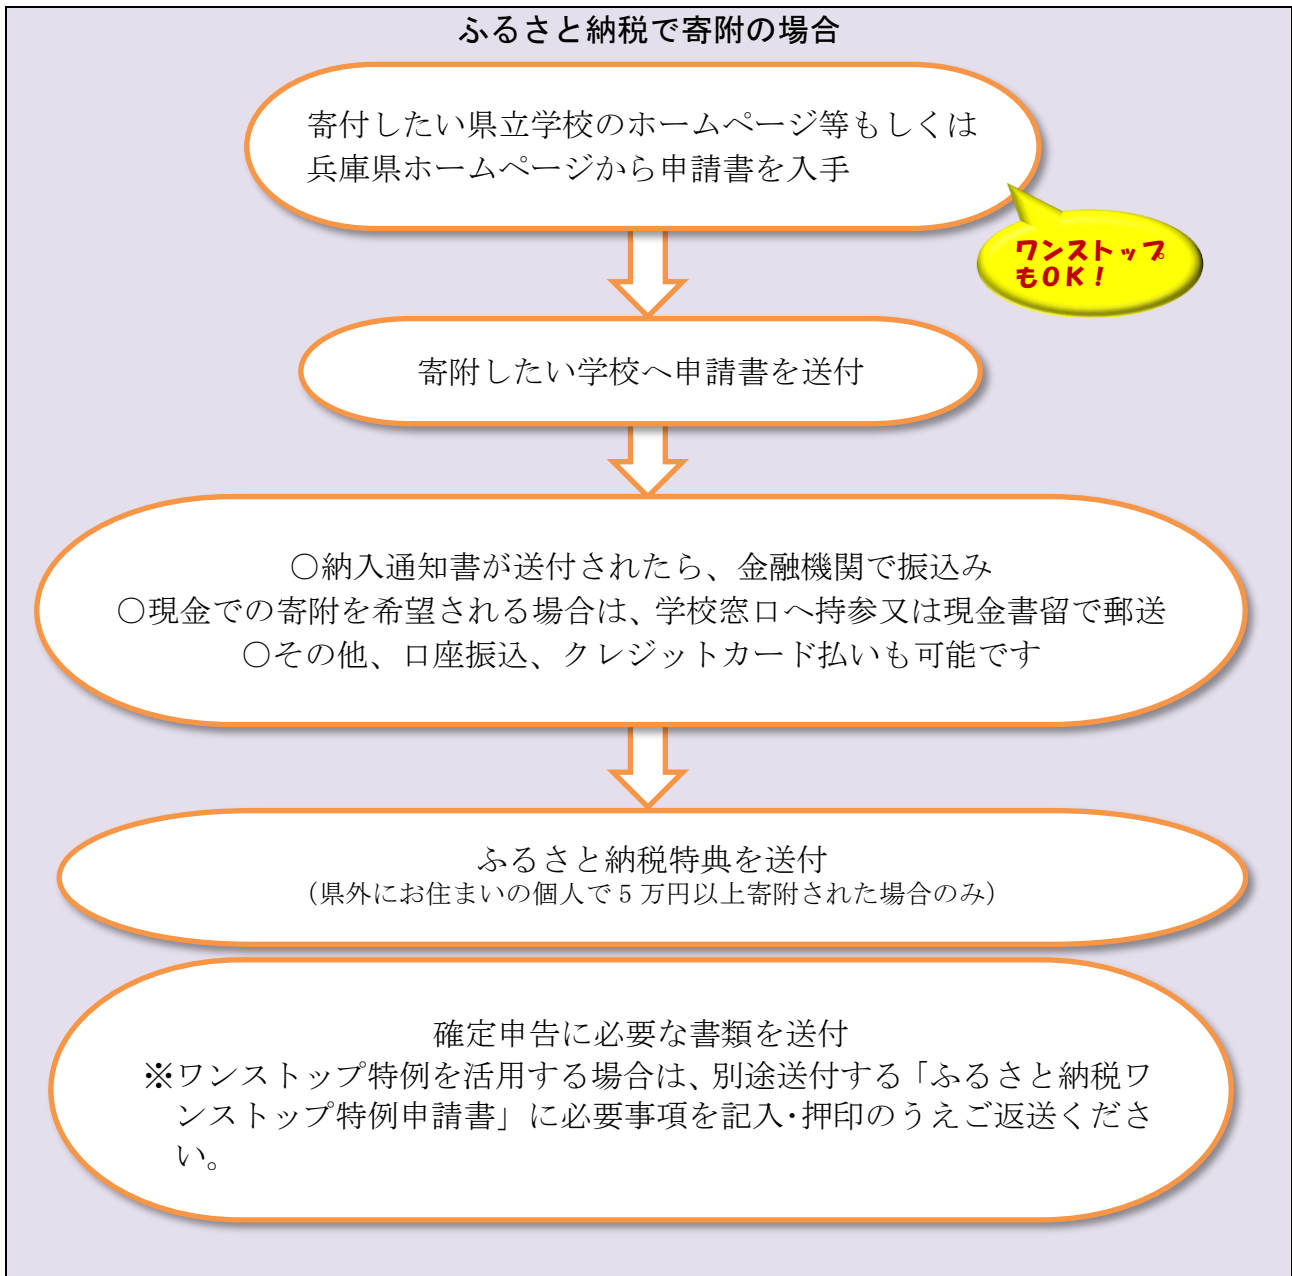 ふるさと納税で寄附の場合
寄付したい県立学校のホームページ等もしくは
兵庫県ホームページから申請書を入手
ワンストップ
もOK！
寄附したい学校へ申請書を送付
○納入通知書が送付されたら、金融機関で振込み
○現金での寄附を希望される場合は、学校窓口へ持参又は現金書留で郵送
○その他、口座振込、クレジットカード払いも可能です
ふるさと納税特典を送付
（県外にお住まいの個人で５万円以上寄附された場合のみ）
確定申告に必要な書類を送付
※ワンストップ特例を活用する場合は、別途送付する「ふるさと納税ワ
ンストップ特例申請書」に必要事項を記入・押印のうえご返送くださ
い。